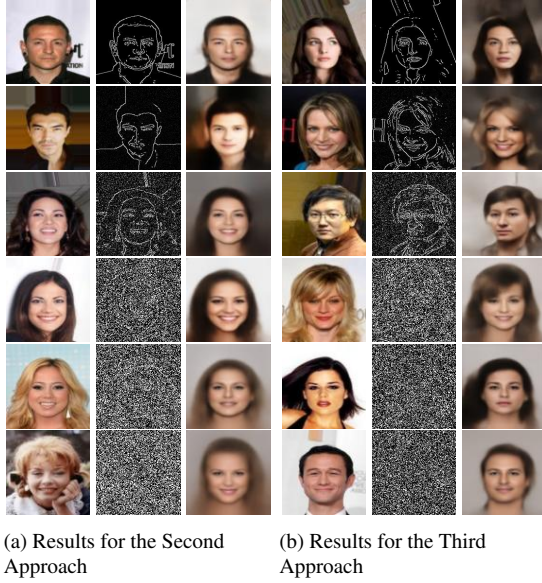 (a) Results for the Second
Approach
(b) Results for the Third
Approach